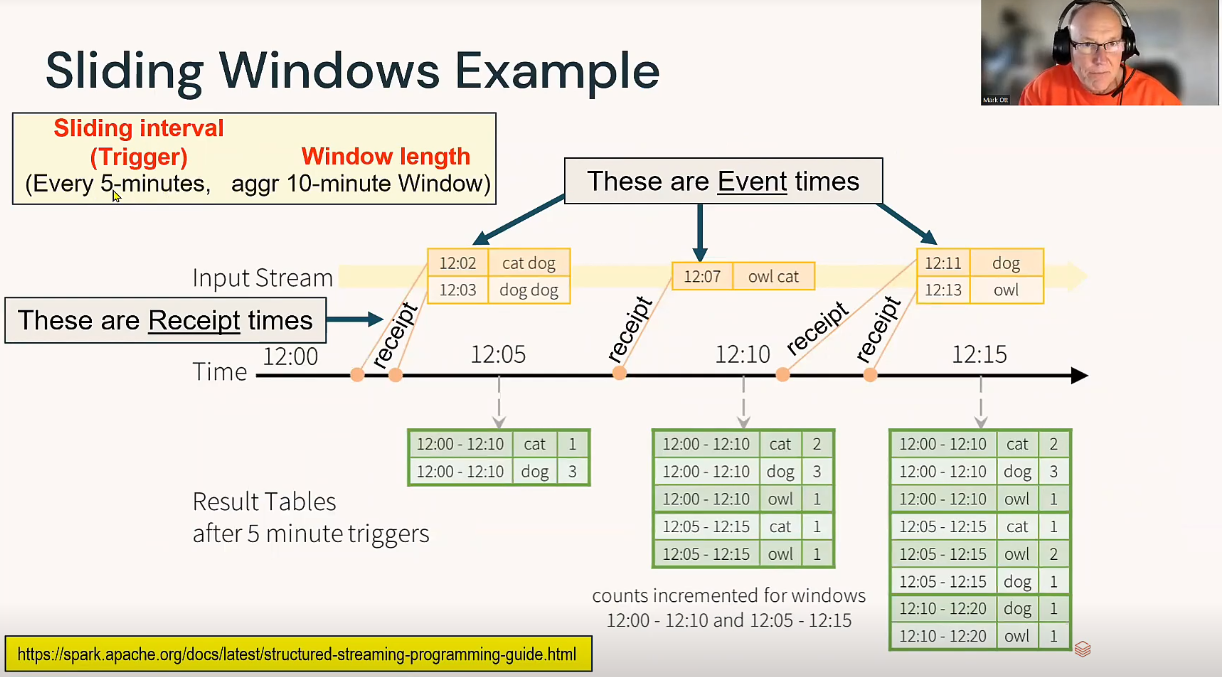 Sliding Windows Example
Mark Ott
Sliding interval
(Trigger) Window length
(Every 5-minutes, aggr 10-minute Window)
These are Event times
Input Stream
12:02 cat dog
12:03 dog dog
12:07 owl cat
12:11 dog
12:13 owl
These are Receipt times
receipt
receipt
receipt
receipt
Time
12:00
12:05
12:10
12:15
Result Tables
after 5 minute triggers
12:00 - 12:10 cat 1
12:00 - 12:10 dog 3
12:00 - 12:10 cat 2
12:00 - 12:10 dog 3
12:00 - 12:10 owl 1
12:05 - 12:15 cat 1
12:05 - 12:15 owl 1
counts incremented for windows
12:00 - 12:10 and 12:05 - 12:15
12:00 - 12:10 cat 2
12:00 - 12:10 dog 3
12:00 - 12:10 owl 1
12:05 - 12:15 cat 1
12:05 - 12:15 owl 2
12:05 - 12:15 dog 1
12:10 - 12:20 dog 1
12:10 - 12:20 owl 1
https://spark.apache.org/docs/latest/structured-streaming-programming-guide.html